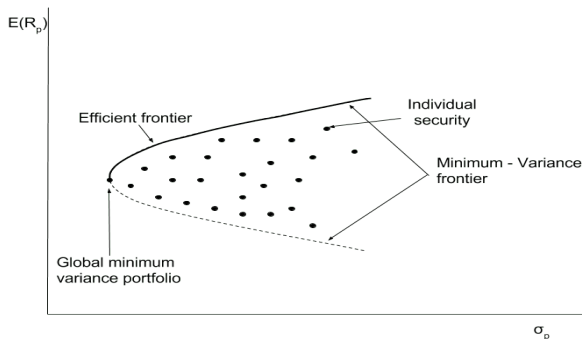 E(Rp)
Efficient frontier
Individual
security
Minimum - Variance
frontier
Global minimum
variance portfolio
σp